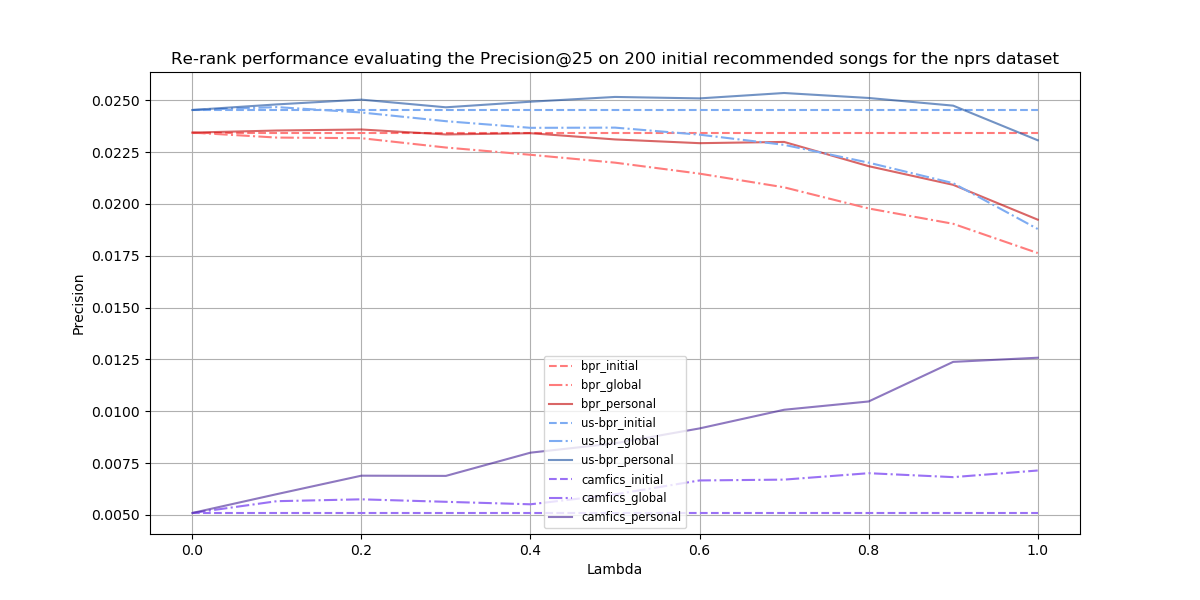 Re-rank performance evaluating the Precision@25 on 200 initial recommended songs for the nprs dataset
Precision
0.0250
0.0225
0.0200
0.0175
0.0150
0.0125
0.0100
0.0075
0.0050
bpr_initial
bpr_global
bpr_personal
us-bpr_initial
us-bpr_global
us-bpr_personal
camfics_initial
camfics_global
camfics_personal
0.0 0.2 0.4 0.6 0.8 1.0
Lambda